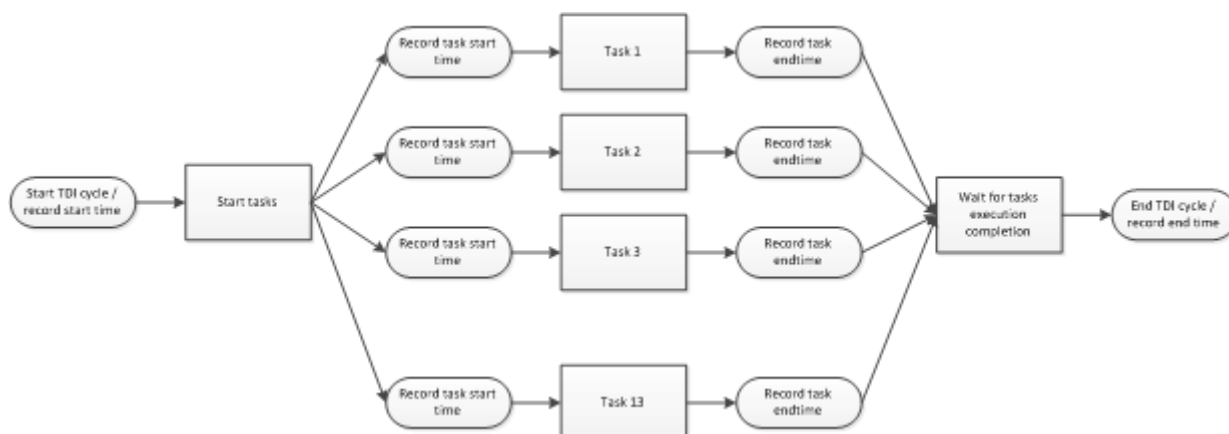 Record task start
time
Task 1
Record task
endtime
Record task start
time
Task 2
Record task
endtime
Start TDI cycle /
record start time
Start tasks
Wait for tasks
execution
completion
End TDI cycle /
record end time
Record task start
time
Task 3
Record task
endtime
Record task start
time
Task 13
Record task
endtime